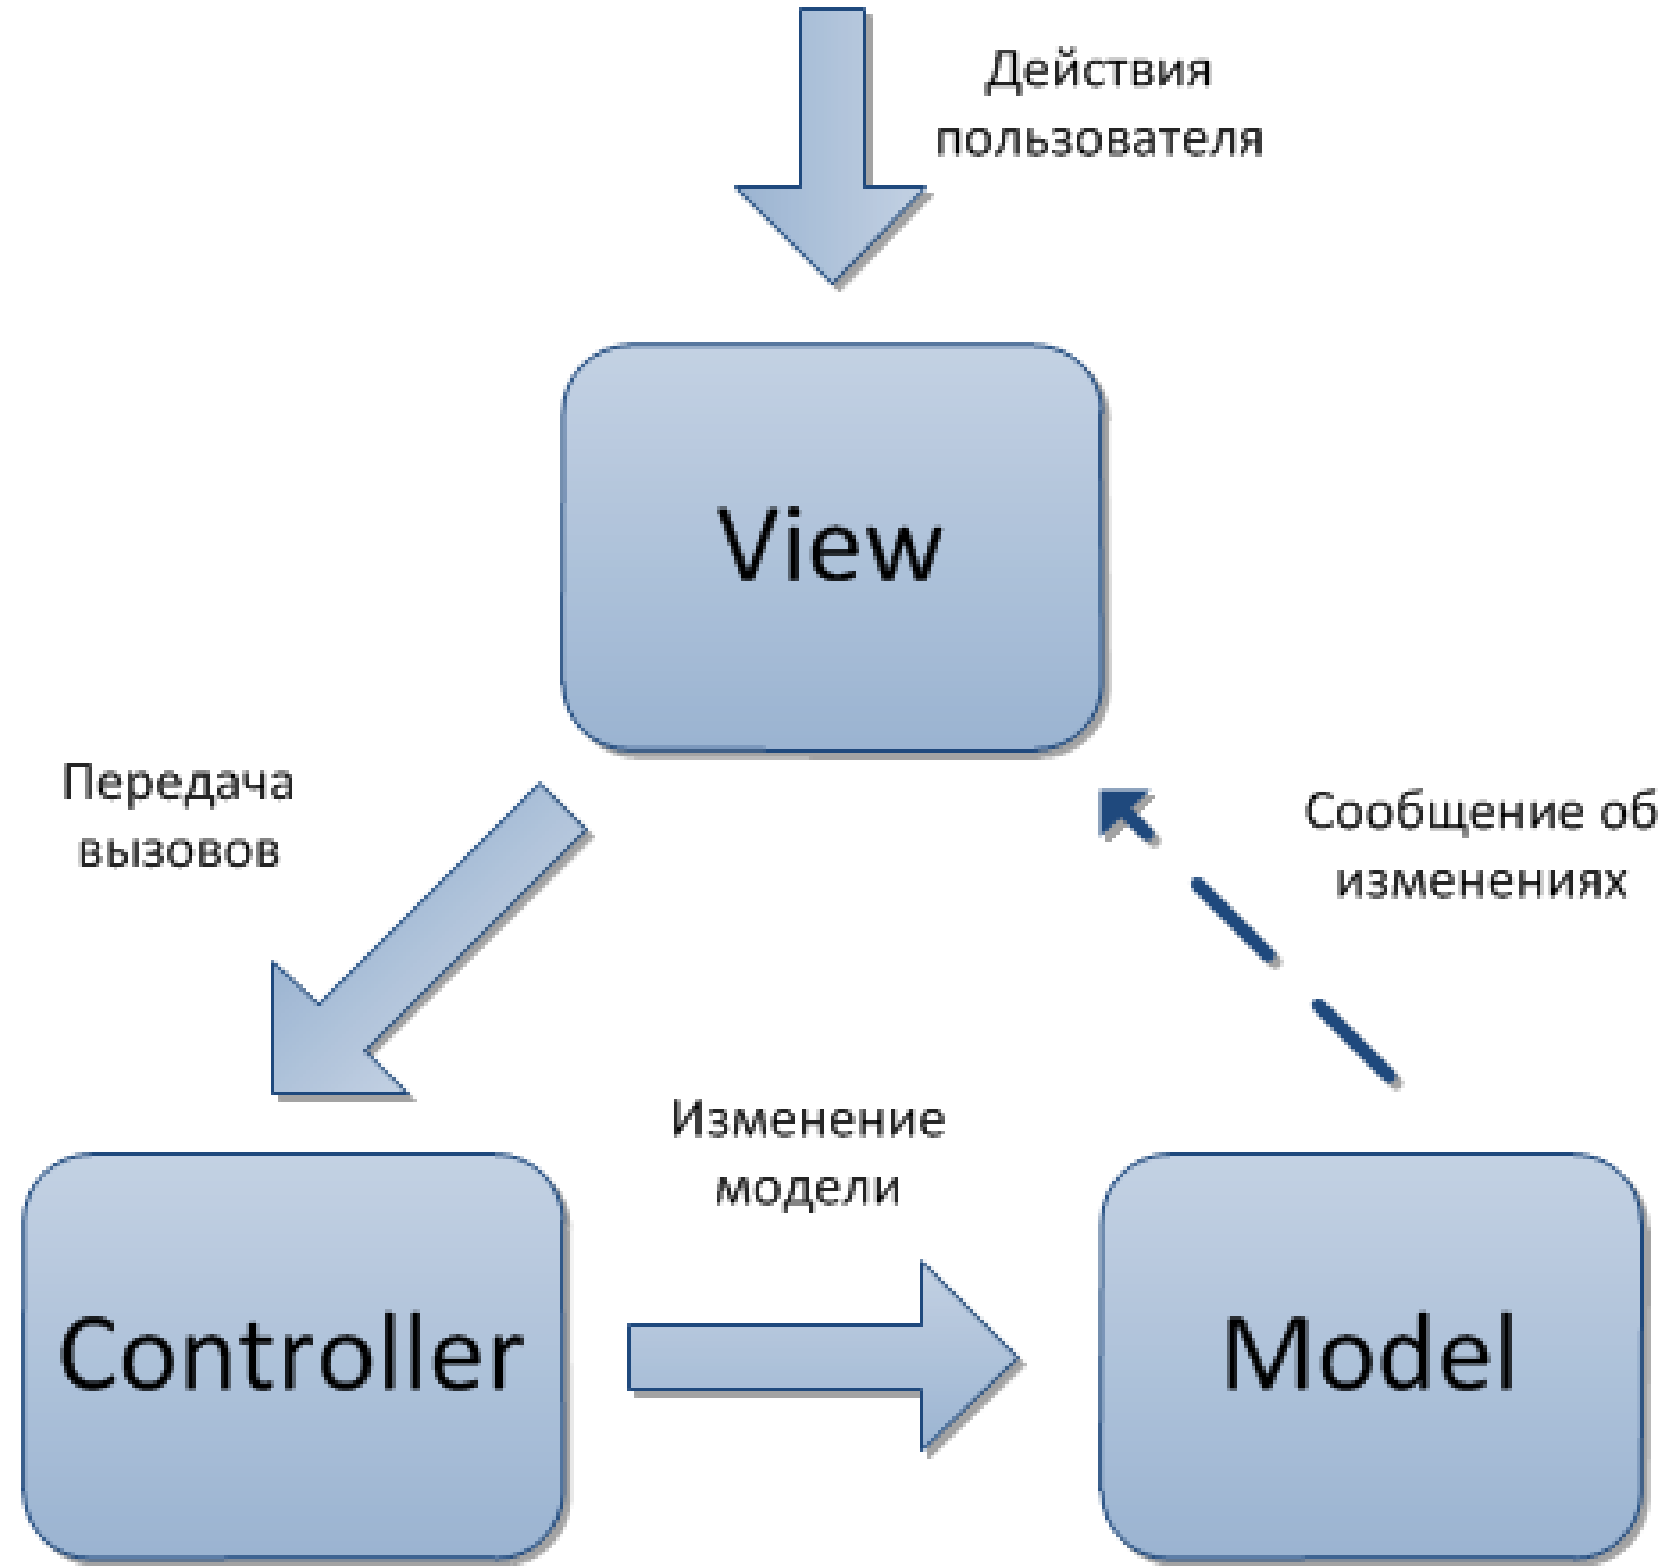 Действия
пользователя
View
Передача
вызовов
Сообщение об
изменениях
Изменение
модели
Controller
Model